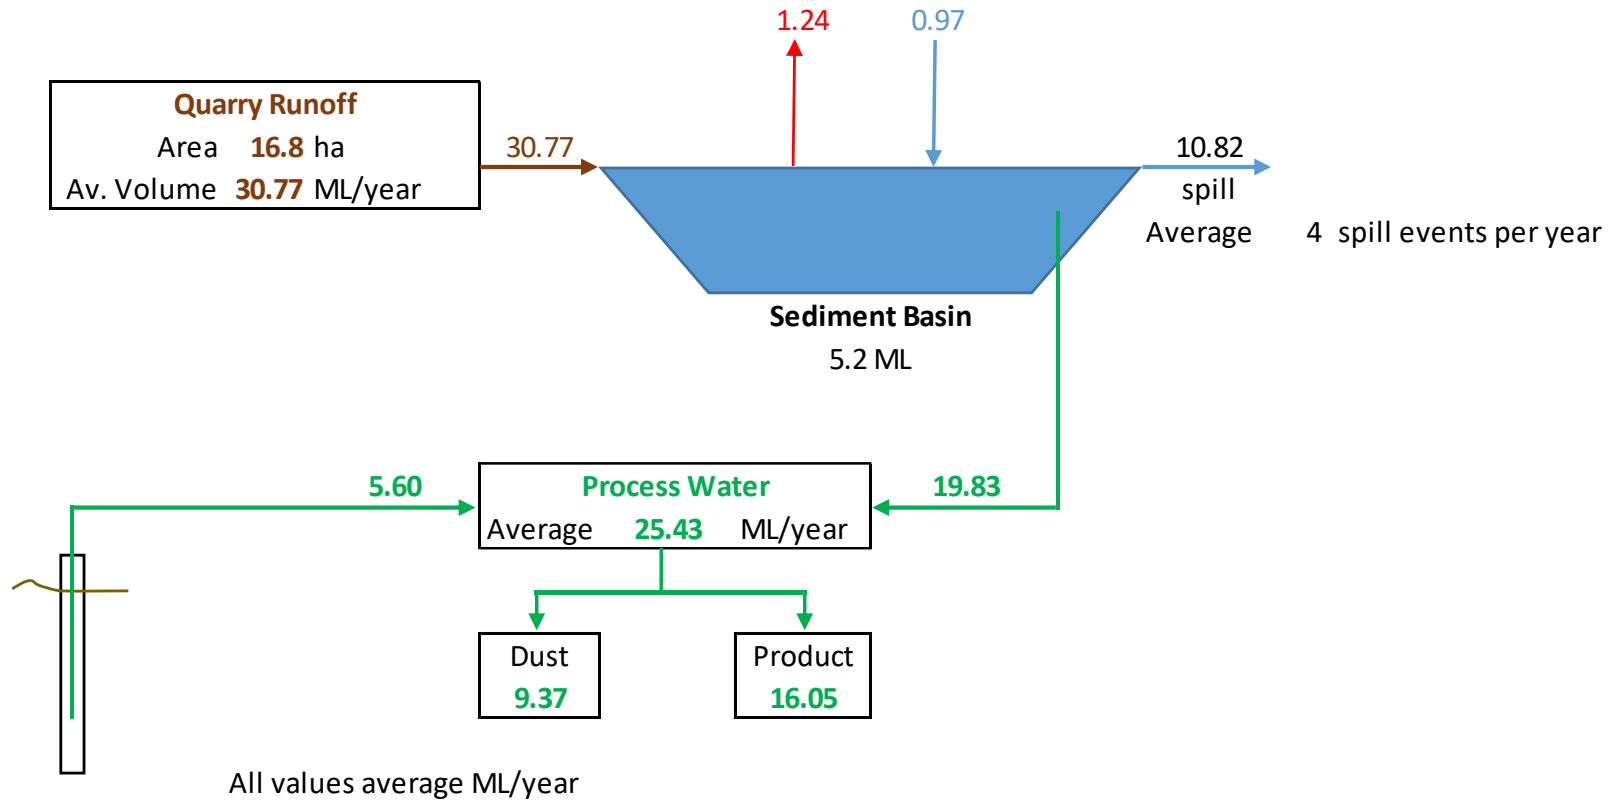 1.24 0.97
Quarry Runoff
Area 16.8 ha
Av. Volume 30.77 ML/year
30.77
10.82
spill
Average 4 spill events per year
Sediment Basin
5.2 ML
5.60
Process Water
Average 25.43 ML/year
19.83
Dust
9.37
Product
16.05
All values average ML/year